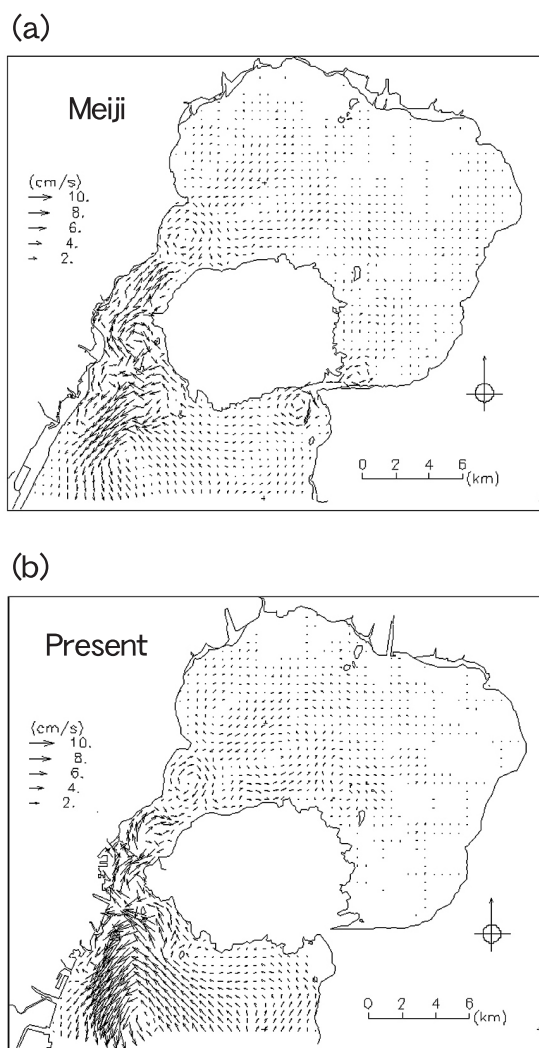 (a)
Meiji
(cm/s)
10.
8.
6.
4.
2.
0 2 4 6
(km)
(b)
Present
(cm/s)
10.
8.
6.
4.
2.
0 2 4 6
(km)